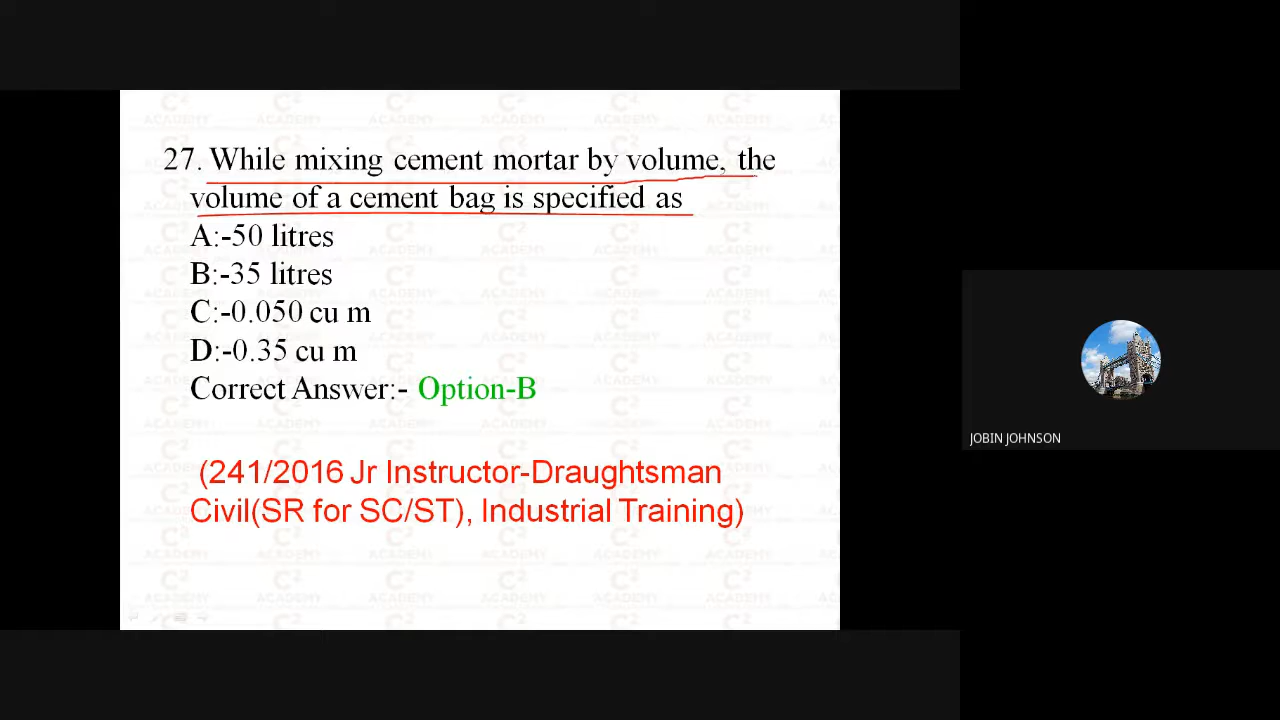 27. While mixing cement mortar by volume, the
volume of a cement bag is specified as
A:-50 litres
B:-35 litres
C:-0.050 cu m
D:-0.35 cu m
Correct Answer:- Option-B
(241/2016 Jr Instructor-Draughtsman
Civil(SR for SC/ST), Industrial Training)
JOBIN JOHNSON
C² ACADEMY